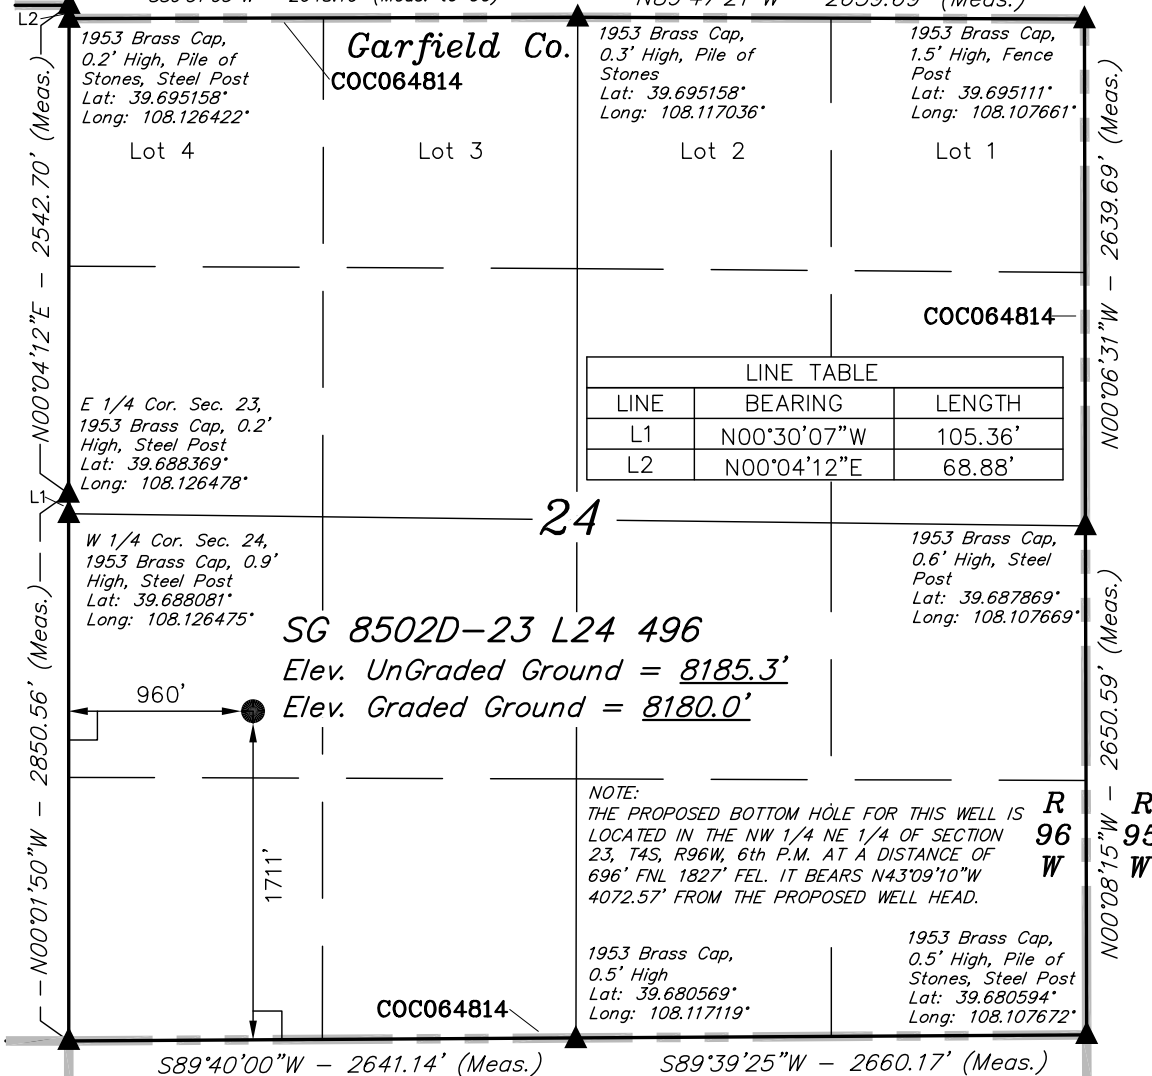 N89°47'21"W - 2659.69' (Meas.)
L2
1953 Brass Cap,
0.2' High, Pile of
Stones, Steel Post
Lat: 39.695158°
Long: 108.126422°
Garfield Co.
COC064814
1953 Brass Cap,
0.3' High, Pile of
Stones
Lat: 39.695158°
Long: 108.117036°
1953 Brass Cap,
1.5' High, Fence
Post
Lat: 39.695111°
Long: 108.107661°
Lot 4
Lot 3
Lot 2
Lot 1
N00°04'12"E - 2542.70' (Meas.)
N00°06'31"W - 2639.69' (Meas.)
COC064814
LINE TABLE
LINE BEARING LENGTH
L1 N00°30'07"W 105.36'
L2 N00°04'12"E 68.88'
E 1/4 Cor. Sec. 23,
1953 Brass Cap, 0.2'
High, Steel Post
Lat: 39.688369°
Long: 108.126478°
L1
24
W 1/4 Cor. Sec. 24,
1953 Brass Cap, 0.9'
High, Steel Post
Lat: 39.688081°
Long: 108.126475°
1953 Brass Cap,
0.6' High, Steel
Post
Lat: 39.687869°
Long: 108.107669°
SG 8502D-23 L24 496
Elev. UnGraded Ground = 8185.3'
Elev. Graded Ground = 8180.0'
960'
1711'
N00°01'50"W - 2850.56' (Meas.)
N00°08'15"W - 2650.59' (Meas.)
NOTE:
THE PROPOSED BOTTOM HOLE FOR THIS WELL IS
LOCATED IN THE NW 1/4 NE 1/4 OF SECTION
23, T4S, R96W, 6th P.M. AT A DISTANCE OF
696' FNL 1827' FEL. IT BEARS N43°09'10"W
4072.57' FROM THE PROPOSED WELL HEAD.
R
96
W
R
95
W
1953 Brass Cap,
0.5' High
Lat: 39.680569°
Long: 108.117119°
1953 Brass Cap,
0.5' High, Pile of
Stones, Steel Post
Lat: 39.680594°
Long: 108.107672°
COC064814
S89°40'00"W - 2641.14' (Meas.)
S89°39'25"W - 2660.17' (Meas.)